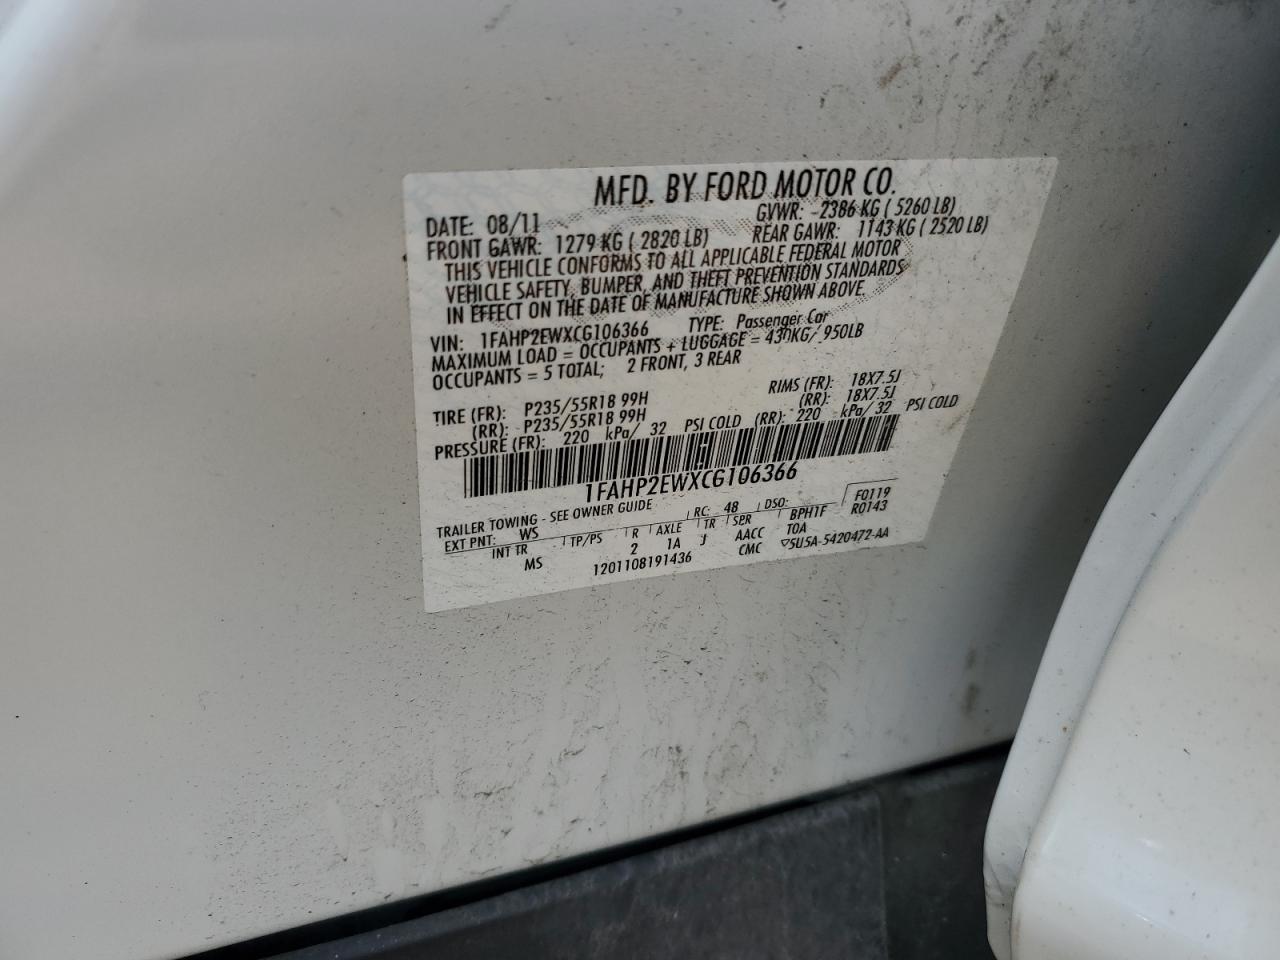 MFD. BY FORD MOTOR CO.
DATE: 08/11 GVWR: 2386 KG ( 5260 LB)
FRONT GAWR: 1279 KG ( 2820 LB) REAR GAWR: 1143 KG ( 2520 LB)
THIS VEHICLE CONFORMS TO ALL APPLICABLE FEDERAL MOTOR
VEHICLE SAFETY, BUMPER, AND THEFT PREVENTION STANDARDS
IN EFFECT ON THE DATE OF MANUFACTURE SHOWN ABOVE.
VIN: 1FAHP2EWXCG106366 TYPE: Passenger Car
MAXIMUM LOAD = OCCUPANTS + LUGGAGE = 430KG/ 950LB
OCCUPANTS = 5 TOTAL; 2 FRONT, 3 REAR
TIRE (FR): P235/55R18 99H RIMS (FR): 18X7.5J
(RR): P235/55R18 99H (RR): 18X7.5J
PRESSURE (FR): 220 kPa/ 32 PSI COLD (RR): 220 kPa/ 32 PSI COLD
1FAHP2EWXCG106366
TRAILER TOWING - SEE OWNER GUIDE F0119
EXT PNT: WS RC: 48 DSO: R0143
INT TR TP/PS R AXLE TR SPR BPH1F
MS 2 1A J AACC TOA
1201108191436 CMC ▽5U5A-5420472-AA